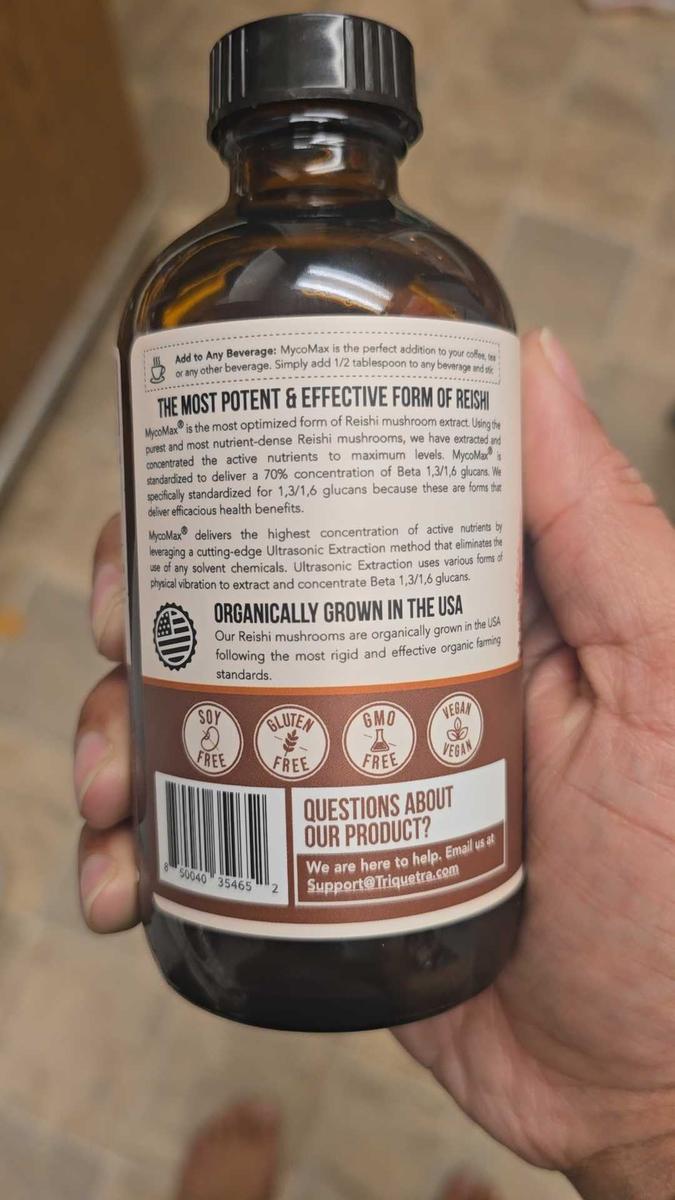 Add to Any Beverage: MycoMax is the perfect addition to your coffee, tea
or any other beverage. Simply add 1/2 tablespoon to any beverage and stir.
THE MOST POTENT & EFFECTIVE FORM OF REISHI
MycoMax® is the most optimized form of Reishi mushroom extract. Using the
purest and most nutrient-dense Reishi mushrooms, we have extracted and
concentrated the active nutrients to maximum levels. MycoMax® is
standardized to deliver a 70% concentration of Beta 1,3/1,6 glucans. We
specifically standardized for 1,3/1,6 glucans because these are forms that
deliver efficacious health benefits.
MycoMax® delivers the highest concentration of active nutrients by
leveraging a cutting-edge Ultrasonic Extraction method that eliminates the
use of any solvent chemicals. Ultrasonic Extraction uses various forms of
physical vibration to extract and concentrate Beta 1,3/1,6 glucans.
ORGANICALLY GROWN IN THE USA
Our Reishi mushrooms are organically grown in the USA
following the most rigid and effective organic farming
standards.
SOY
FREE
GLUTEN
FREE
GMO
FREE
VEGAN
VEGAN
8 50040 35465 2
QUESTIONS ABOUT
OUR PRODUCT?
We are here to help. Email us at
Support@Triquetra.com